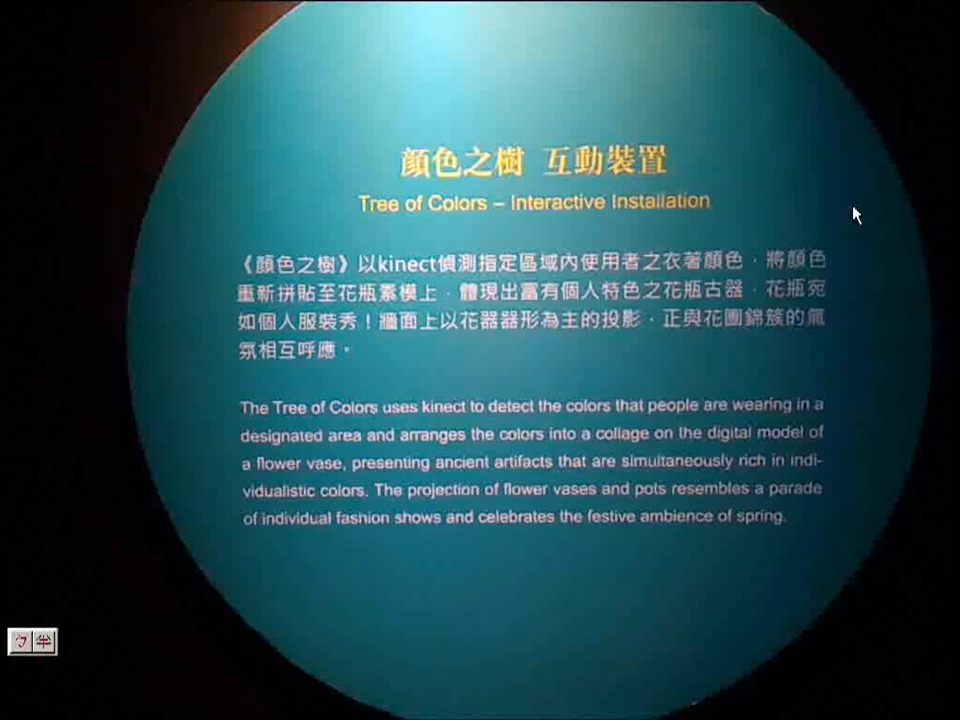 顏色之樹 互動裝置
Tree of Colors – Interactive Installation
《顏色之樹》以kinect偵測指定區域內使用者之衣著顏色，將顏色
重新拼貼至花瓶素模上，體現出富有個人特色之花瓶古器，花瓶宛
如個人服裝秀！牆面上以花器器形為主的投影，正與花團錦簇的氣
氛相互呼應。
The Tree of Colors uses kinect to detect the colors that people are wearing in a
designated area and arranges the colors into a collage on the digital model of
a flower vase, presenting ancient artifacts that are simultaneously rich in indi-
vidualistic colors. The projection of flower vases and pots resembles a parade
of individual fashion shows and celebrates the festive ambience of spring.
ㄅ半